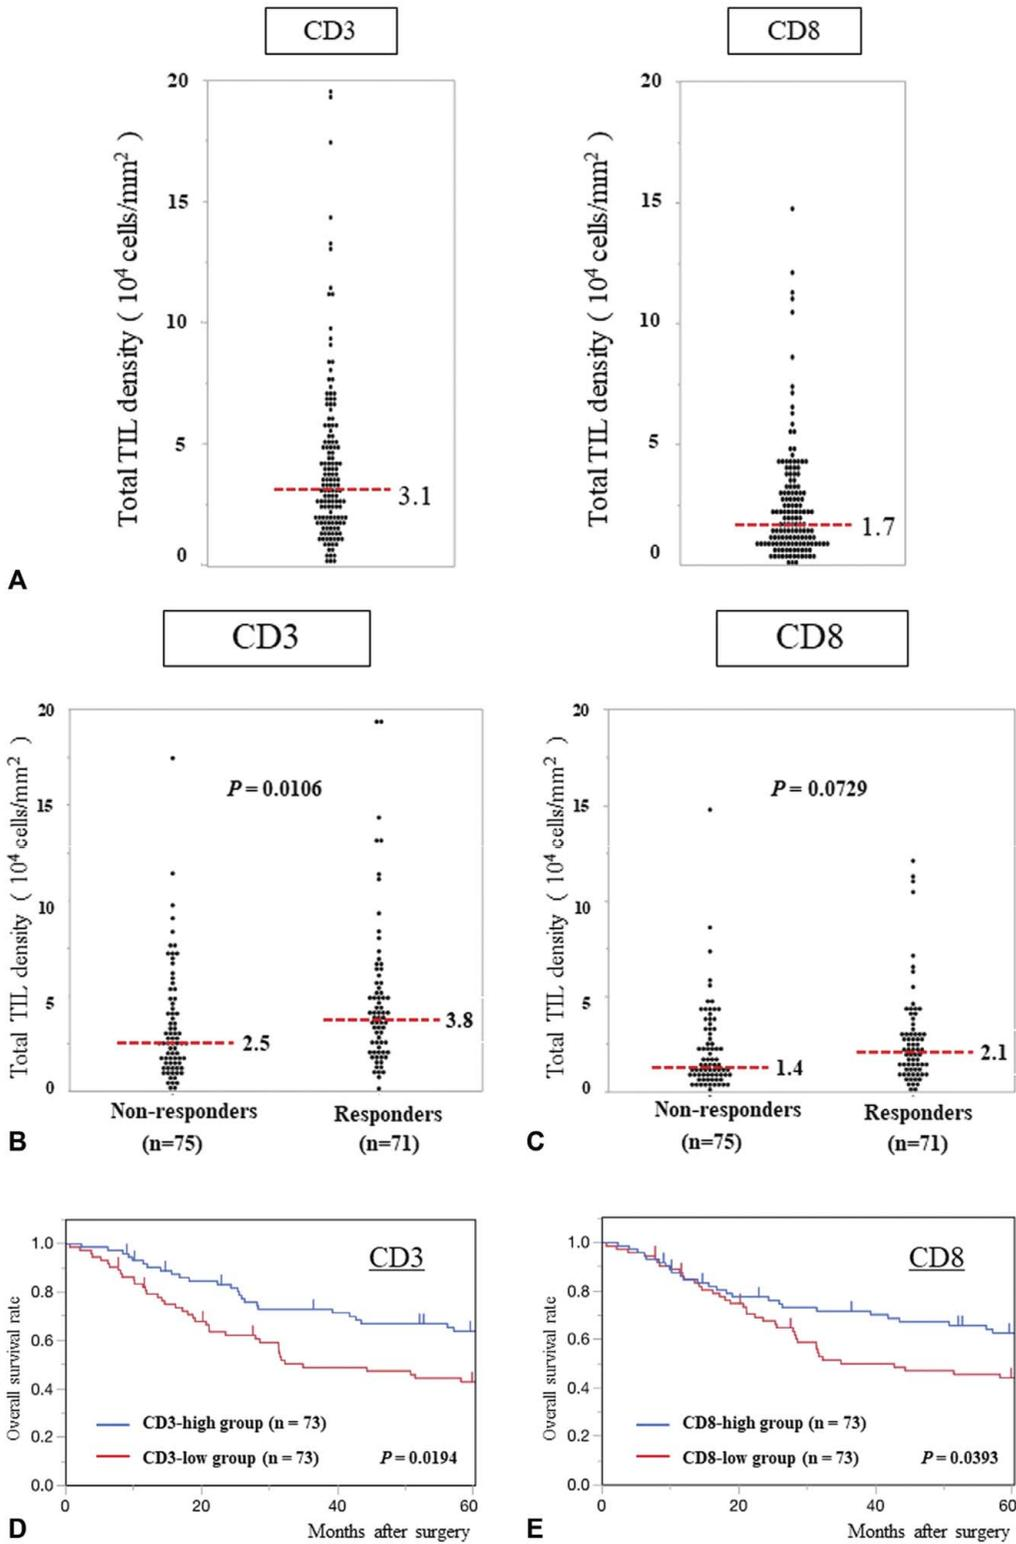 CD3
CD8
Total TIL density ( 10⁴ cells/mm² )
20
15
10
5
0
3.1
Total TIL density ( 10⁴ cells/mm² )
20
15
10
5
0
1.7
A
CD3
CD8
Total TIL density ( 10⁴ cells/mm² )
20
15
10
5
0
P = 0.0106
2.5
3.8
Non-responders
(n=75)
Responders
(n=71)
B
Total TIL density ( 10⁴ cells/mm² )
20
15
10
5
0
P = 0.0729
1.4
2.1
Non-responders
(n=75)
Responders
(n=71)
C
Overall survival rate
1.0
0.8
0.6
0.4
0.2
0.0
CD3
CD3-high group (n = 73)
CD3-low group (n = 73)
P = 0.0194
0 20 40 60
Months after surgery
D
Overall survival rate
1.0
0.8
0.6
0.4
0.2
0.0
CD8
CD8-high group (n = 73)
CD8-low group (n = 73)
P = 0.0393
0 20 40 60
Months after surgery
E